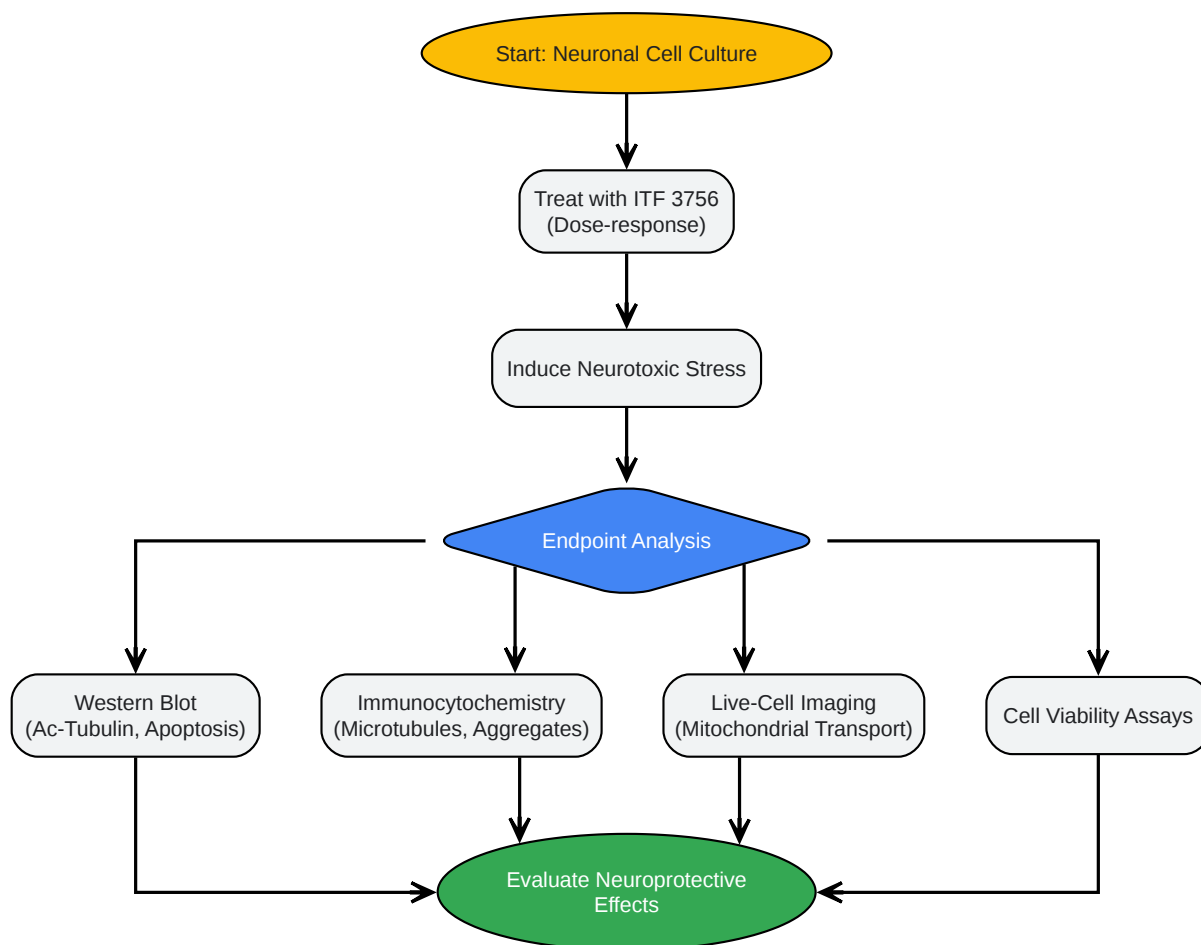 Start: Neuronal Cell Culture
Treat with ITF 3756
(Dose-response)
Induce Neurotoxic Stress
Endpoint Analysis
Western Blot
(Ac-Tubulin, Apoptosis)
Immunocytochemistry
(Microtubules, Aggregates)
Live-Cell Imaging
(Mitochondrial Transport)
Cell Viability Assays
Evaluate Neuroprotective
Effects